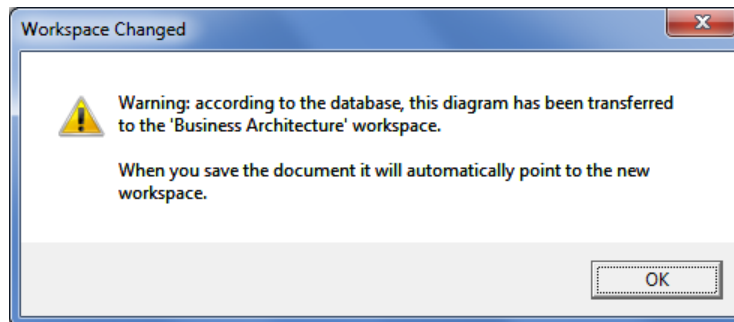 Workspace Changed
Warning: according to the database, this diagram has been transferred
to the 'Business Architecture' workspace.
When you save the document it will automatically point to the new
workspace.
OK